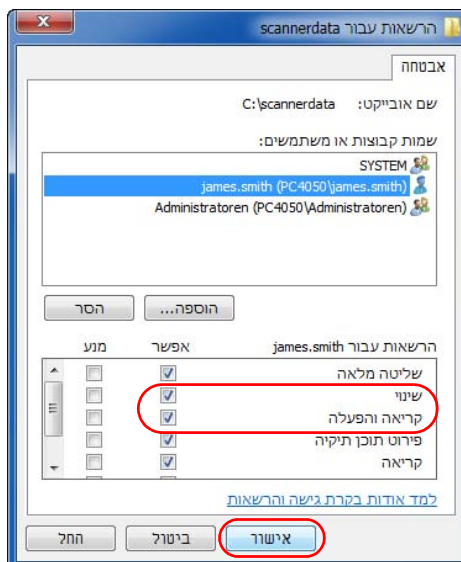 הרשאות עבור scannerdata
אבטחה
שם אובייקט: C:\scannerdata
שמות קבוצות או משתמשים:
SYSTEM
james.smith (PC4050\james.smith)
Administratoren (PC4050\Administratoren)
הוספה... הסר
הרשאות עבור james.smith אפשר מנע
שליטה מלאה
שינוי
קריאה והפעלה
פירוט תוכן תיקיה
קריאה
למד אודות בקרת גישה והרשאות
אישור ביטול החל